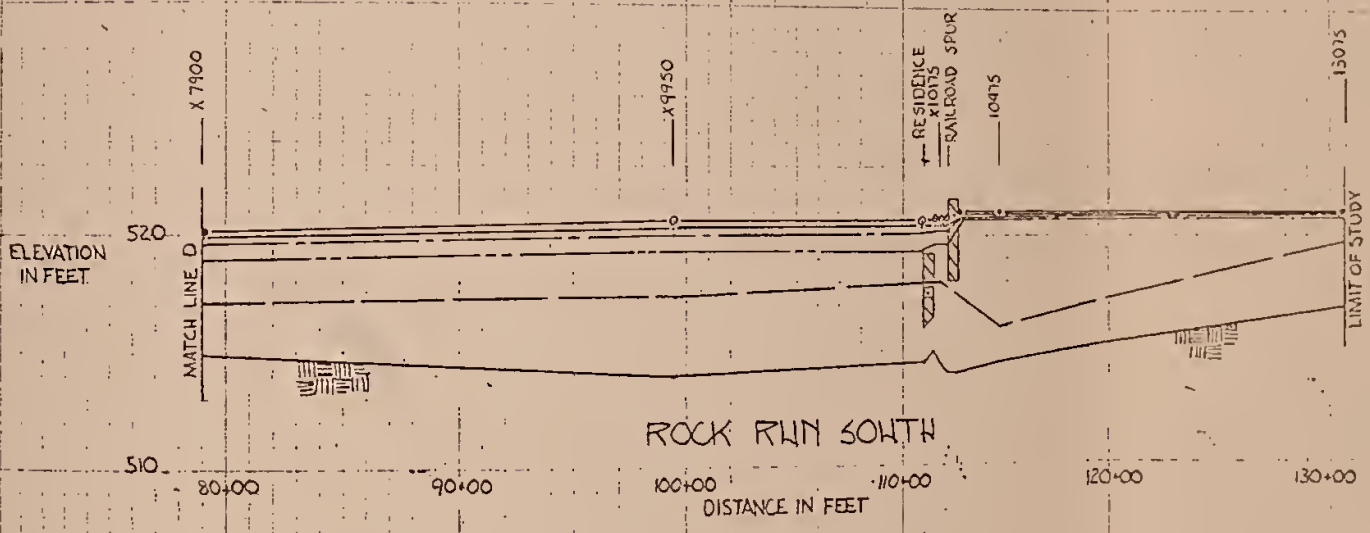 X 7900
X9950
RESIDENCE
X10175
RAILROAD SPUR
10975
13075
520
ELEVATION
IN FEET.
MATCH LINE D
LIMIT OF STUDY
ROCK RUN SOUTH
510
80+00
90+00
100+00
110+00
120+00
130+00
DISTANCE IN FEET